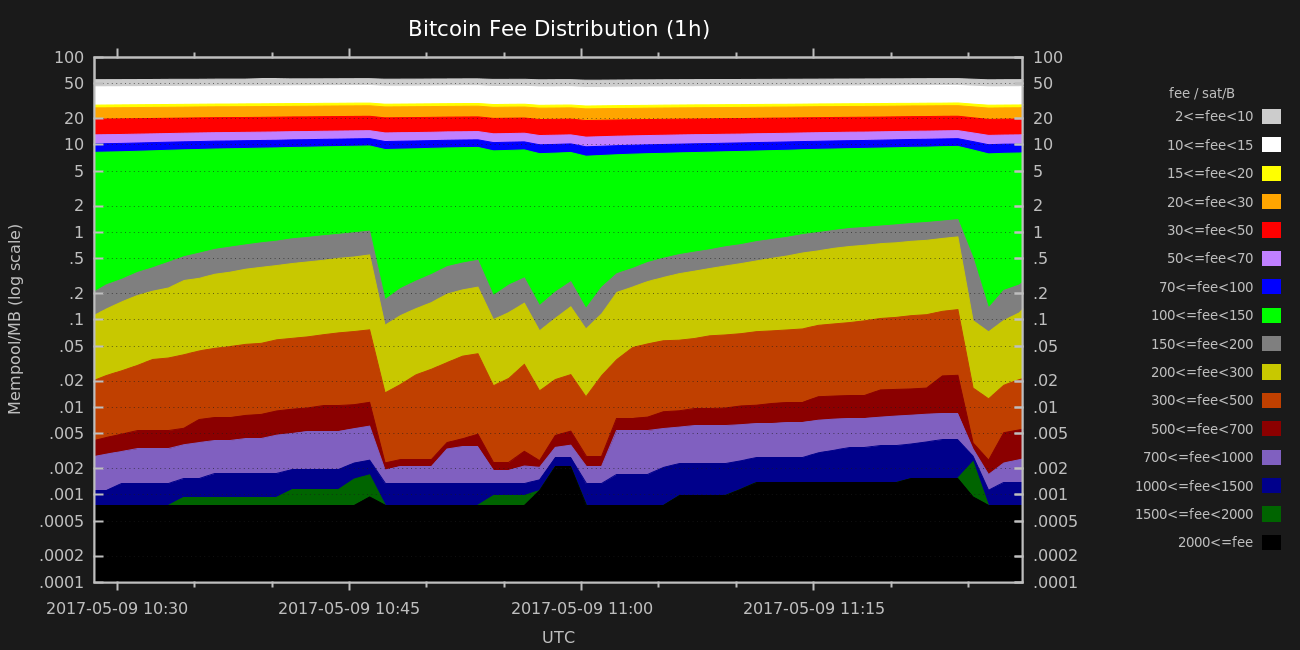 Bitcoin Fee Distribution (1h)
Mempool/MB (log scale)
100
50
20
10
5
2
1
.5
.2
.1
.05
.02
.01
.005
.002
.001
.0005
.0002
.0001
100
50
20
10
5
2
1
.5
.2
.1
.05
.02
.01
.005
.002
.001
.0005
.0002
.0001
2017-05-09 10:30 2017-05-09 10:45 2017-05-09 11:00 2017-05-09 11:15
UTC
fee / sat/B
2<=fee<10
10<=fee<15
15<=fee<20
20<=fee<30
30<=fee<50
50<=fee<70
70<=fee<100
100<=fee<150
150<=fee<200
200<=fee<300
300<=fee<500
500<=fee<700
700<=fee<1000
1000<=fee<1500
1500<=fee<2000
2000<=fee